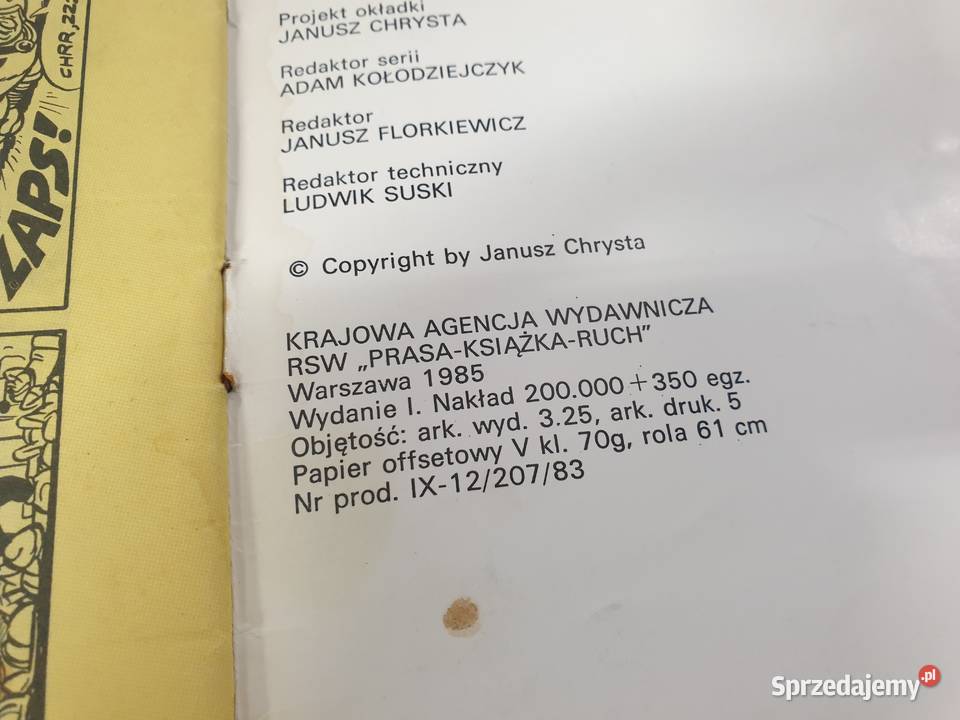 CHRR, ZZZ
ZAPS!
Projekt okładki
JANUSZ CHRYSTA
Redaktor serii
ADAM KOŁODZIEJCZYK
Redaktor
JANUSZ FLORKIEWICZ
Redaktor techniczny
LUDWIK SUSKI
© Copyright by Janusz Chrysta
KRAJOWA AGENCJA WYDAWNICZA
RSW „PRASA-KSIĄŻKA-RUCH”
Warszawa 1985
Wydanie I. Nakład 200.000+350 egz.
Objętość: ark. wyd. 3.25, ark. druk. 5
Papier offsetowy V kl. 70g, rola 61 cm
Nr prod. IX-12/207/83
Sprzedajemy.pl